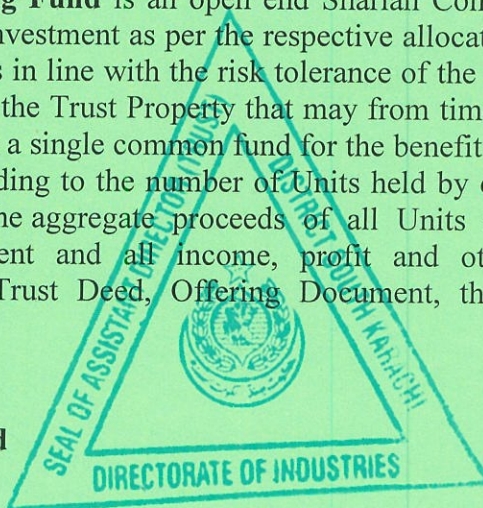 g Fund is an open end Shariah Con
nvestment as per the respective allocat
s in line with the risk tolerance of the
the Trust Property that may from tim
a single common fund for the benefit
ding to the number of Units held by
he aggregate proceeds of all Units
ent and all income, profit and ot
Trust Deed, Offering Document, th
d
SEAL OF ASSISTANT DIRECTOR (TRUST)
DISTRICT SOUTH KARACHI
DIRECTORATE OF INDUSTRIES